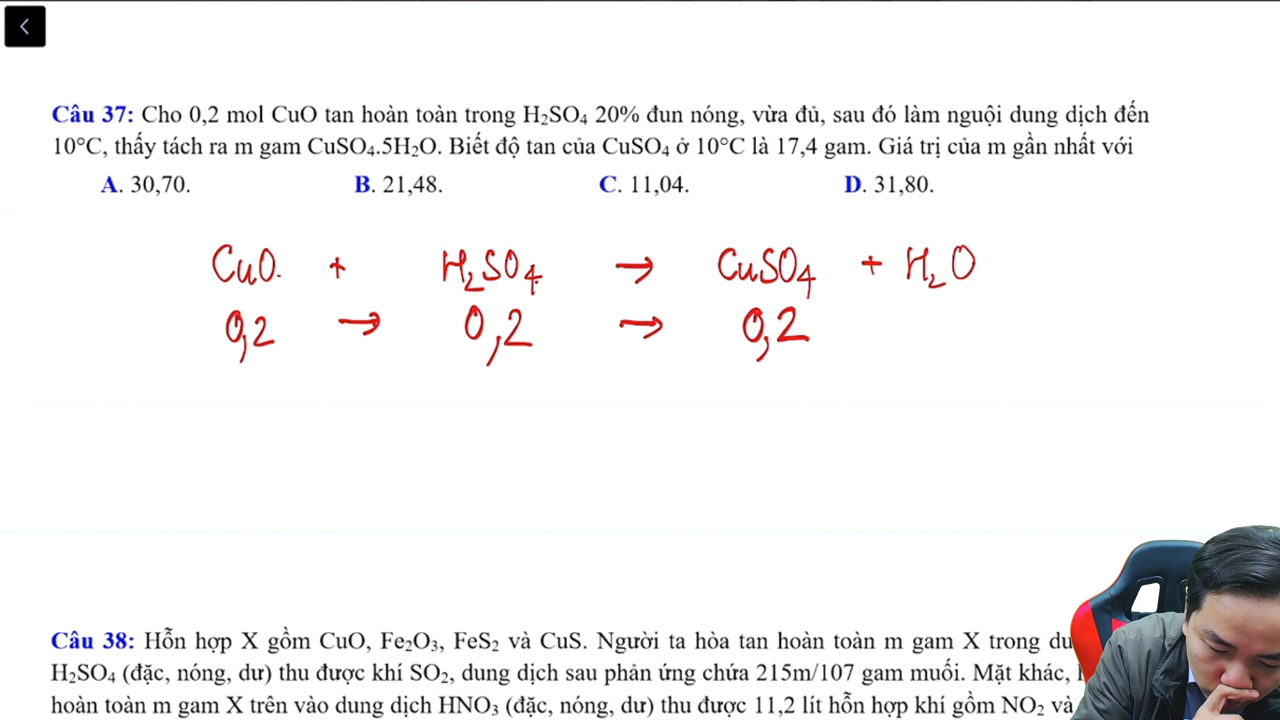 Câu 37: Cho 0,2 mol CuO tan hoàn toàn trong H₂SO₄ 20% đun nóng, vừa đủ, sau đó làm nguội dung dịch đến
10°C, thấy tách ra m gam CuSO₄.5H₂O. Biết độ tan của CuSO₄ ở 10°C là 17,4 gam. Giá trị của m gần nhất với
A. 30,70. B. 21,48. C. 11,04. D. 31,80.
CuO + H₂SO₄ → CuSO₄ + H₂O
0,2 → 0,2 → 0,2
Câu 38: Hỗn hợp X gồm CuO, Fe₂O₃, FeS₂ và CuS. Người ta hòa tan hoàn toàn m gam X trong
H₂SO₄ (đặc, nóng, dư) thu được khí SO₂, dung dịch sau phản ứng chứa 215m/107 gam muối. Mặt khác,
hoàn toàn m gam X trên vào dung dịch HNO₃ (đặc, nóng, dư) thu được 11,2 lít hỗn hợp khí gồm NO₂ và